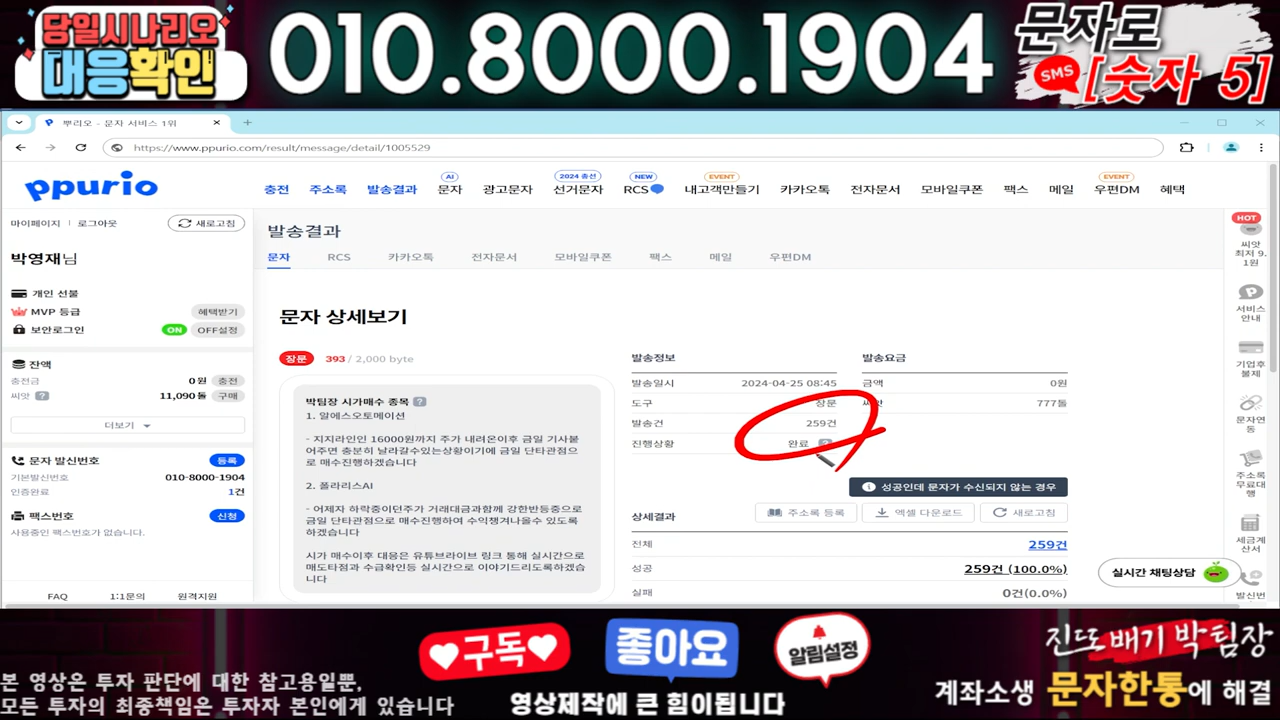 당일시나리오
대응확인
010.8000.1904
문자로
SMS
[숫자 5]
뿌리오 - 문자 서비스 1위
https://www.ppurio.com/result/message/detail/1005529
ppurio
충전
주소록
발송결과
AI
문자
광고문자
2024 총선
선거문자
NEW
RCS
EVENT
내고객만들기
카카오톡
전자문서
모바일쿠폰
팩스
메일
EVENT
우편DM
혜택
마이페이지 | 로그아웃
새로고침
박영재님
개인 선불
MVP 등급
혜택받기
보안로그인
ON
OFF설정
잔액
충전금
0원
충전
씨앗 ?
11,090톨
구매
더보기
문자 발신번호
등록
기본발신번호
010-8000-1904
인증완료
1건
팩스번호
신청
사용중인 팩스번호가 없습니다.
FAQ
1:1문의
원격지원
발송결과
문자
RCS
카카오톡
전자문서
모바일쿠폰
팩스
메일
우편DM
문자 상세보기
장문
393 / 2,000 byte
박팀장 시가매수 종목 ?
1. 알에스오토메이션
- 지지라인인 16000원까지 주가 내려온이후 금일 기사붙
어주면 충분히 날라갈수있는상황이기에 금일 단타관점으
로 매수진행하겠습니다
2. 폴라리스AI
- 어제자 하락중이던주가 거래대금과함께 강한반등중으로
금일 단타관점으로 매수진행하여 수익챙겨나올수 있도록
하겠습니다
시가 매수이후 대응은 유튜브라이브 링크 통해 실시간으로
매도타점과 수급확인등 실시간으로 이야기드리도록하겠습
니다
발송정보
발송일시
2024-04-25 08:45
도구
장문
발송건
259건
진행상황
완료
발송요금
금액
0원
씨앗
777톨
성공인데 문자가 수신되지 않는 경우
상세결과
주소록 등록
엑셀 다운로드
새로고침
전체
259건
성공
259건 (100.0%)
실패
0건(0.0%)
HOT
씨앗
최저 9.
1원
서비스
안내
기업후
불제
문자연
동
주소록
무료대
행
세금계
산서
발신번
실시간 채팅상담
본 영상은 투자 판단에 대한 참고용일뿐,
모든 투자의 최종책임은 투자자 본인에게 있습니다
구독
좋아요
알림설정
영상제작에 큰 힘이됩니다
진또배기 박팀장
계좌소생 문자한통에 해결